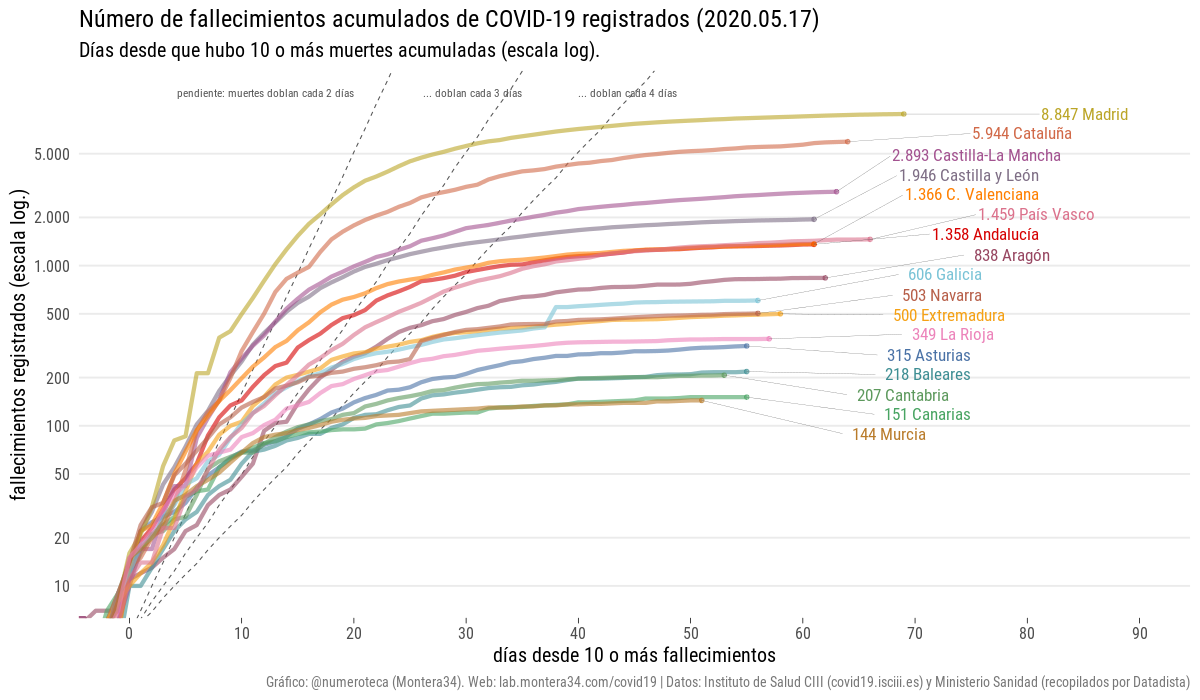 Número de fallecimientos acumulados de COVID-19 registrados (2020.05.17)
Días desde que hubo 10 o más muertes acumuladas (escala log).
pendiente: muertes doblan cada 2 días
... doblan cada 3 días
... doblan cada 4 días
8.847 Madrid
5.944 Cataluña
2.893 Castilla-La Mancha
1.946 Castilla y León
1.366 C. Valenciana
1.459 País Vasco
1.358 Andalucía
838 Aragón
606 Galicia
503 Navarra
500 Extremadura
349 La Rioja
315 Asturias
218 Baleares
207 Cantabria
151 Canarias
144 Murcia
fallecimientos registrados (escala log.)
5.000
2.000
1.000
500
200
100
50
20
10
0 10 20 30 40 50 60 70 80 90
días desde 10 o más fallecimientos
Gráfico: @numeroteca (Montera34). Web: lab.montera34.com/covid19 | Datos: Instituto de Salud CIII (covid19.isciii.es) y Ministerio Sanidad (recopilados por Datadista)